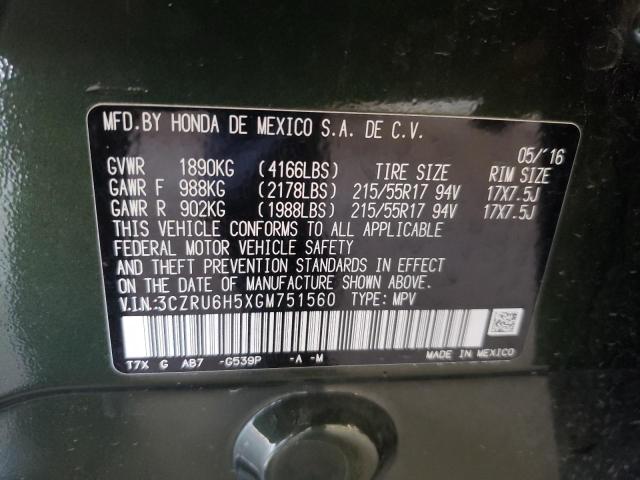 MFD.BY HONDA DE MEXICO S.A. DE C.V.
05/'16
GVWR 1890KG (4166LBS) TIRE SIZE RIM SIZE
GAWR F 988KG (2178LBS) 215/55R17 94V 17X7.5J
GAWR R 902KG (1988LBS) 215/55R17 94V 17X7.5J
THIS VEHICLE CONFORMS TO ALL APPLICABLE
FEDERAL MOTOR VEHICLE SAFETY
AND THEFT PREVENTION STANDARDS IN EFFECT
ON THE DATE OF MANUFACTURE SHOWN ABOVE.
V.I.N.:3CZRU6H5XGM751560 TYPE: MPV
T7X G AB7 -G539P -A -M MADE IN MEXICO